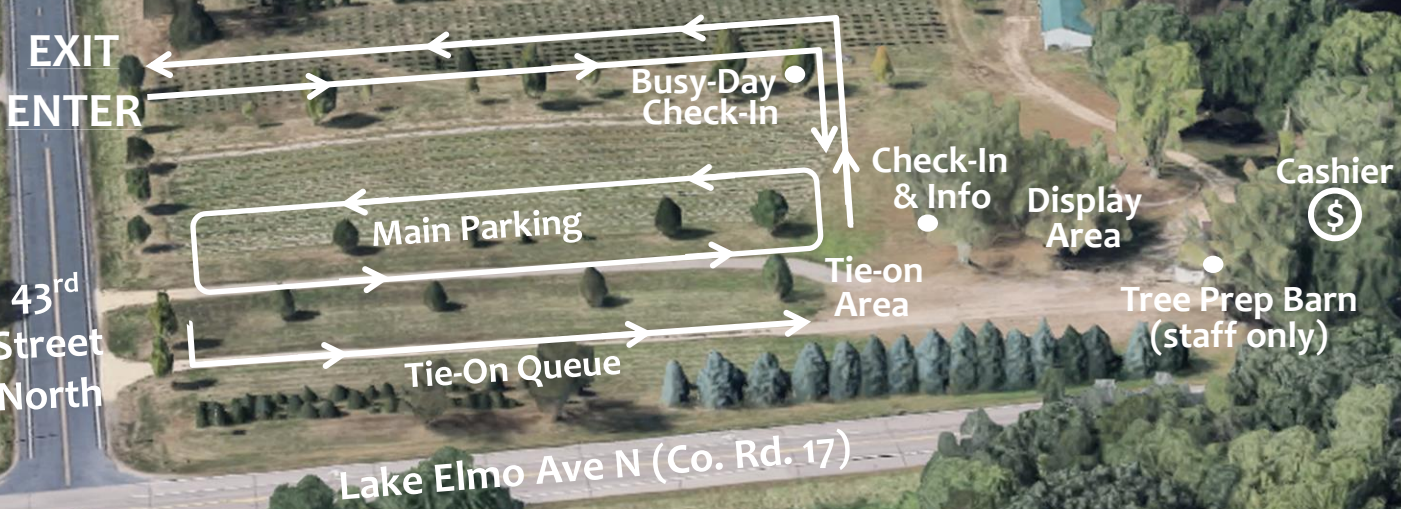 EXIT
ENTER
Busy-Day
Check-In
Check-In
& Info
Display
Area
Cashier
$
Main Parking
Tie-on
Area
43rd
Street
North
Tree Prep Barn
(staff only)
Tie-On Queue
Lake Elmo Ave N (Co. Rd. 17)